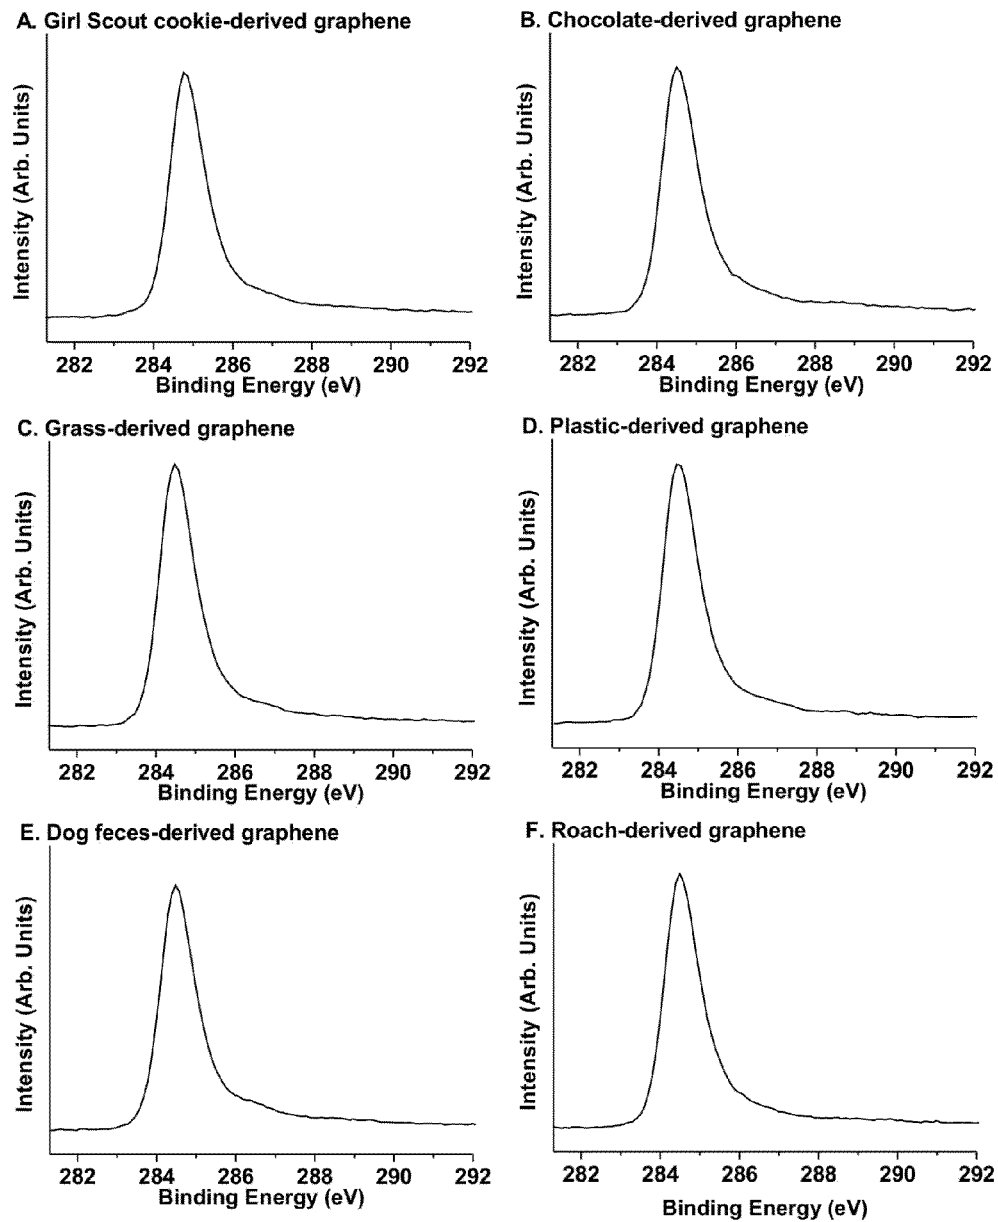 A. Girl Scout cookie-derived graphene
Intensity (Arb. Units)
282 284 286 288 290 292
Binding Energy (eV)
B. Chocolate-derived graphene
Intensity (Arb. Units)
282 284 286 288 290 292
Binding Energy (eV)
C. Grass-derived graphene
Intensity (Arb. Units)
282 284 286 288 290 292
Binding Energy (eV)
D. Plastic-derived graphene
Intensity (Arb. Units)
282 284 286 288 290 292
Binding Energy (eV)
E. Dog feces-derived graphene
Intensity (Arb. Units)
282 284 286 288 290 292
Binding Energy (eV)
F. Roach-derived graphene
Intensity (Arb. Units)
282 284 286 288 290 292
Binding Energy (eV)